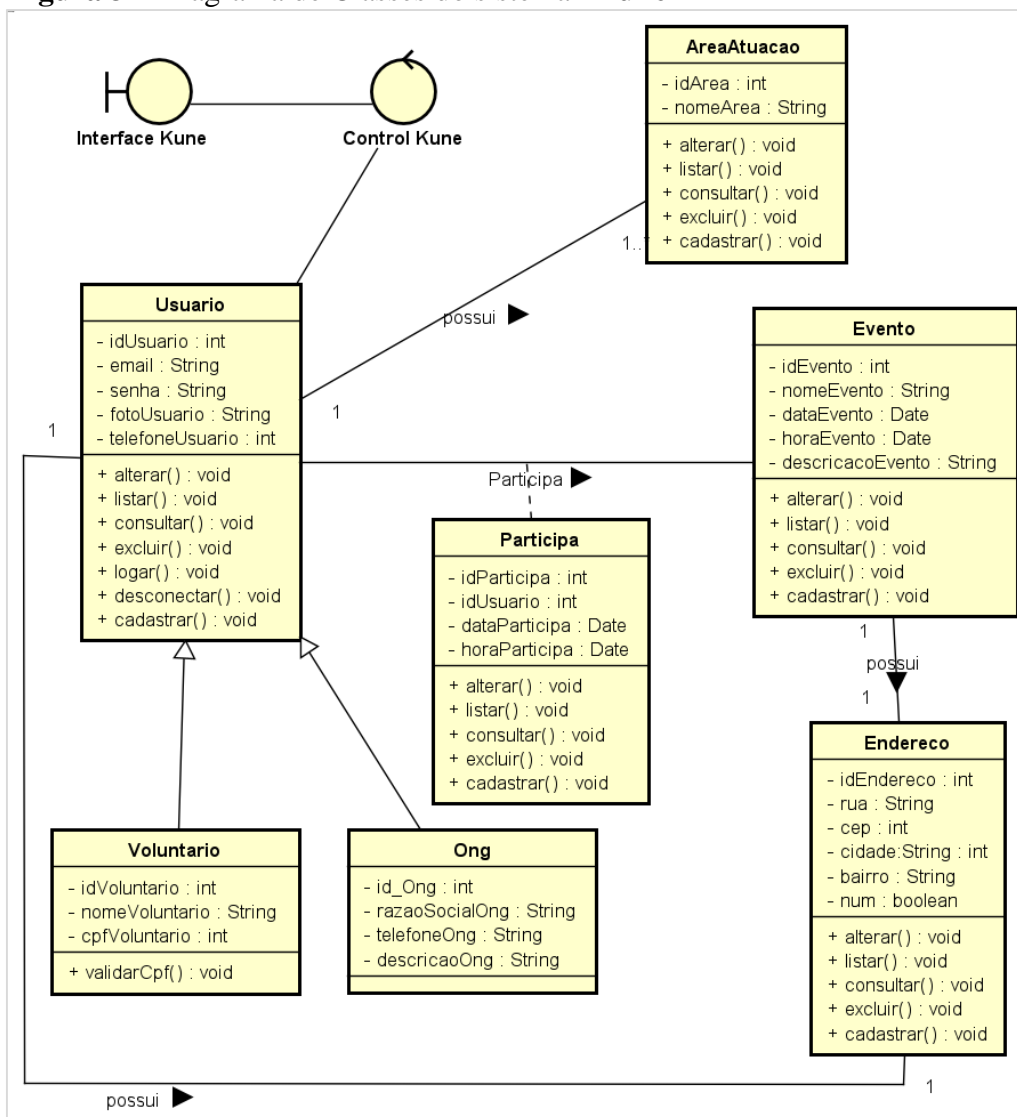 Interface Kune
Control Kune
AreaAtuacao
- idArea : int
- nomeArea : String
+ alterar() : void
+ listar() : void
+ consultar() : void
+ excluir() : void
+ cadastrar() : void
1..*
possui
1
Usuario
- idUsuario : int
- email : String
- senha : String
- fotoUsuario : String
- telefoneUsuario : int
+ alterar() : void
+ listar() : void
+ consultar() : void
+ excluir() : void
+ logar() : void
+ desconectar() : void
+ cadastrar() : void
1
Participa
Evento
- idEvento : int
- nomeEvento : String
- dataEvento : Date
- horaEvento : Date
- descricacoEvento : String
+ alterar() : void
+ listar() : void
+ consultar() : void
+ excluir() : void
+ cadastrar() : void
Participa
- idParticipa : int
- idUsuario : int
- dataParticipa : Date
- horaParticipa : Date
+ alterar() : void
+ listar() : void
+ consultar() : void
+ excluir() : void
+ cadastrar() : void
1
possui
1
Voluntario
- idVoluntario : int
- nomeVoluntario : String
- cpfVoluntario : int
+ validarCpf() : void
Ong
- id_Ong : int
- razaoSocialOng : String
- telefoneOng : String
- descricaoOng : String
Endereco
- idEndereco : int
- rua : String
- cep : int
- cidade:String : int
- bairro : String
- num : boolean
+ alterar() : void
+ listar() : void
+ consultar() : void
+ excluir() : void
+ cadastrar() : void
1
possui